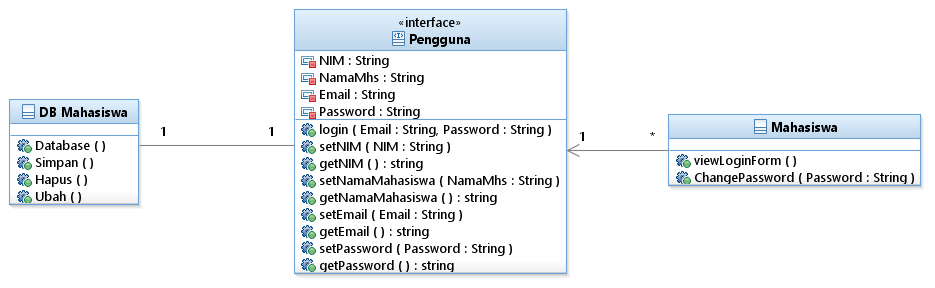 DB Mahasiswa
Database ( )
Simpan ( )
Hapus ( )
Ubah ( )
1
1
«interface»
Pengguna
NIM : String
NamaMhs : String
Email : String
Password : String
login ( Email : String, Password : String )
setNIM ( NIM : String )
getNIM ( ) : string
setNamaMahasiswa ( NamaMhs : String )
getNamaMahasiswa ( ) : string
setEmail ( Email : String )
getEmail ( ) : string
setPassword ( Password : String )
getPassword ( ) : string
1
*
Mahasiswa
viewLoginForm ( )
ChangePassword ( Password : String )